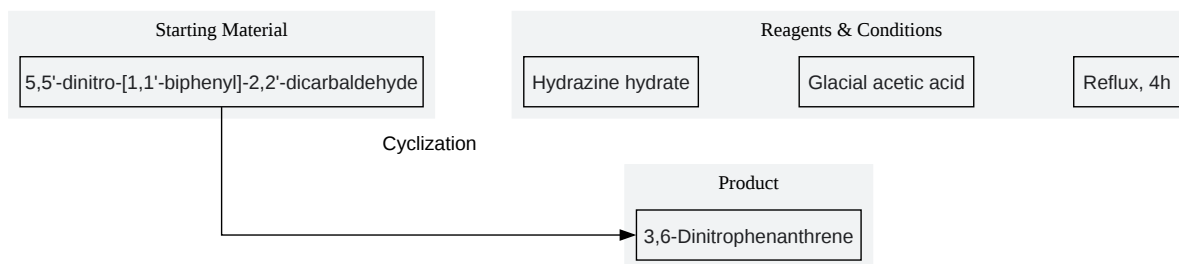 Starting Material
5,5'-dinitro-[1,1'-biphenyl]-2,2'-dicarbaldehyde
Reagents & Conditions
Hydrazine hydrate
Glacial acetic acid
Reflux, 4h
Cyclization
Product
3,6-Dinitrophenanthrene